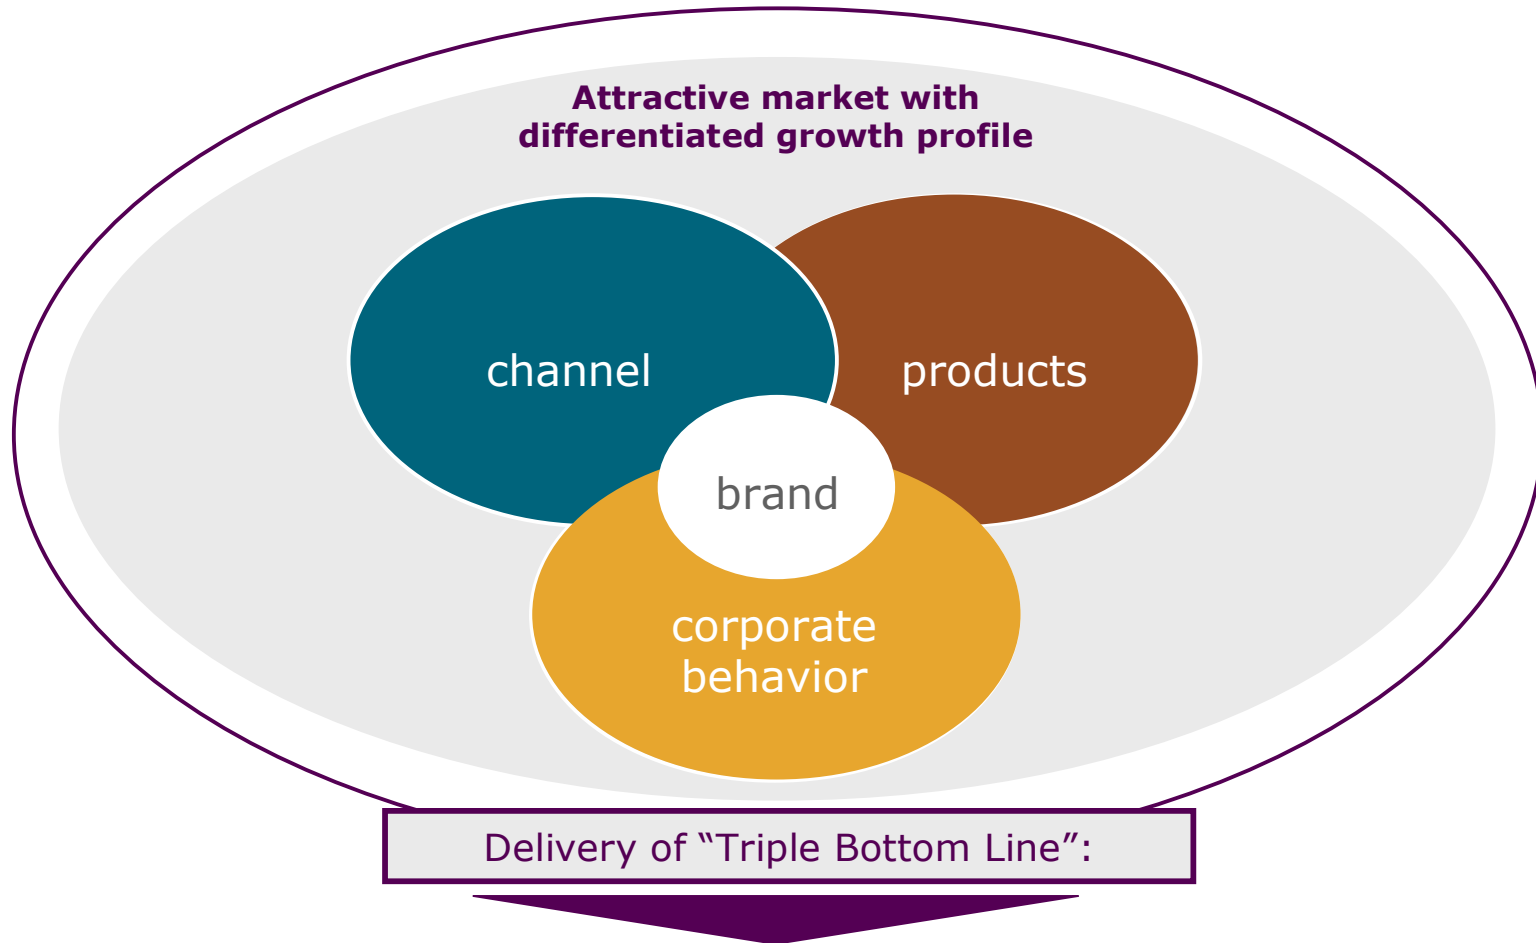 Attractive market with
differentiated growth profile
channel
products
brand
corporate
behavior
Delivery of “Triple Bottom Line”: